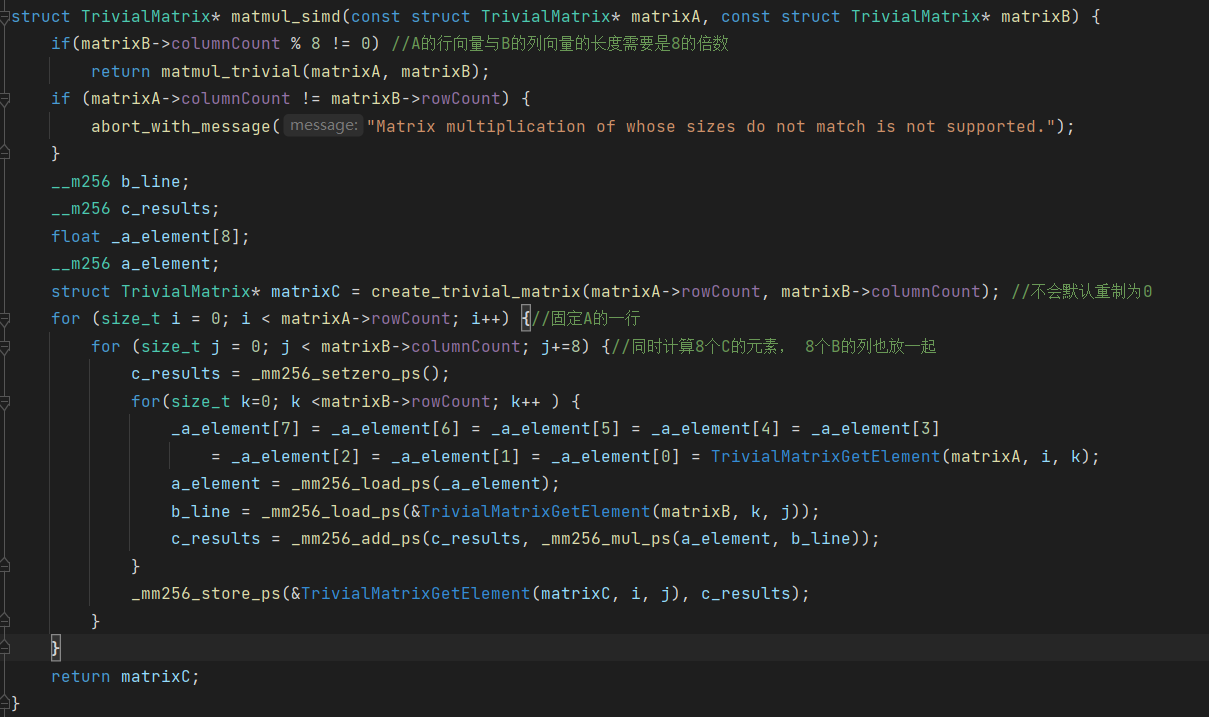 struct TrivialMatrix* matmul_simd(const struct TrivialMatrix* matrixA, const struct TrivialMatrix* matrixB) {
    if(matrixB->columnCount % 8 != 0) //A的行向量与B的列向量的长度需要是8的倍数
        return matmul_trivial(matrixA, matrixB);
    if (matrixA->columnCount != matrixB->rowCount) {
        abort_with_message( message: "Matrix multiplication of whose sizes do not match is not supported.");
    }
    __m256 b_line;
    __m256 c_results;
    float _a_element[8];
    __m256 a_element;
    struct TrivialMatrix* matrixC = create_trivial_matrix(matrixA->rowCount, matrixB->columnCount); //不会默认重制为0
    for (size_t i = 0; i < matrixA->rowCount; i++) {//固定A的一行
        for (size_t j = 0; j < matrixB->columnCount; j+=8) {//同时计算8个C的元素， 8个B的列也放一起
            c_results = _mm256_setzero_ps();
            for(size_t k=0; k <matrixB->rowCount; k++ ) {
                _a_element[7] = _a_element[6] = _a_element[5] = _a_element[4] = _a_element[3]
                    = _a_element[2] = _a_element[1] = _a_element[0] = TrivialMatrixGetElement(matrixA, i, k);
                a_element = _mm256_load_ps(_a_element);
                b_line = _mm256_load_ps(&TrivialMatrixGetElement(matrixB, k, j));
                c_results = _mm256_add_ps(c_results, _mm256_mul_ps(a_element, b_line));
            }
            _mm256_store_ps(&TrivialMatrixGetElement(matrixC, i, j), c_results);
        }
    }
    return matrixC;
}